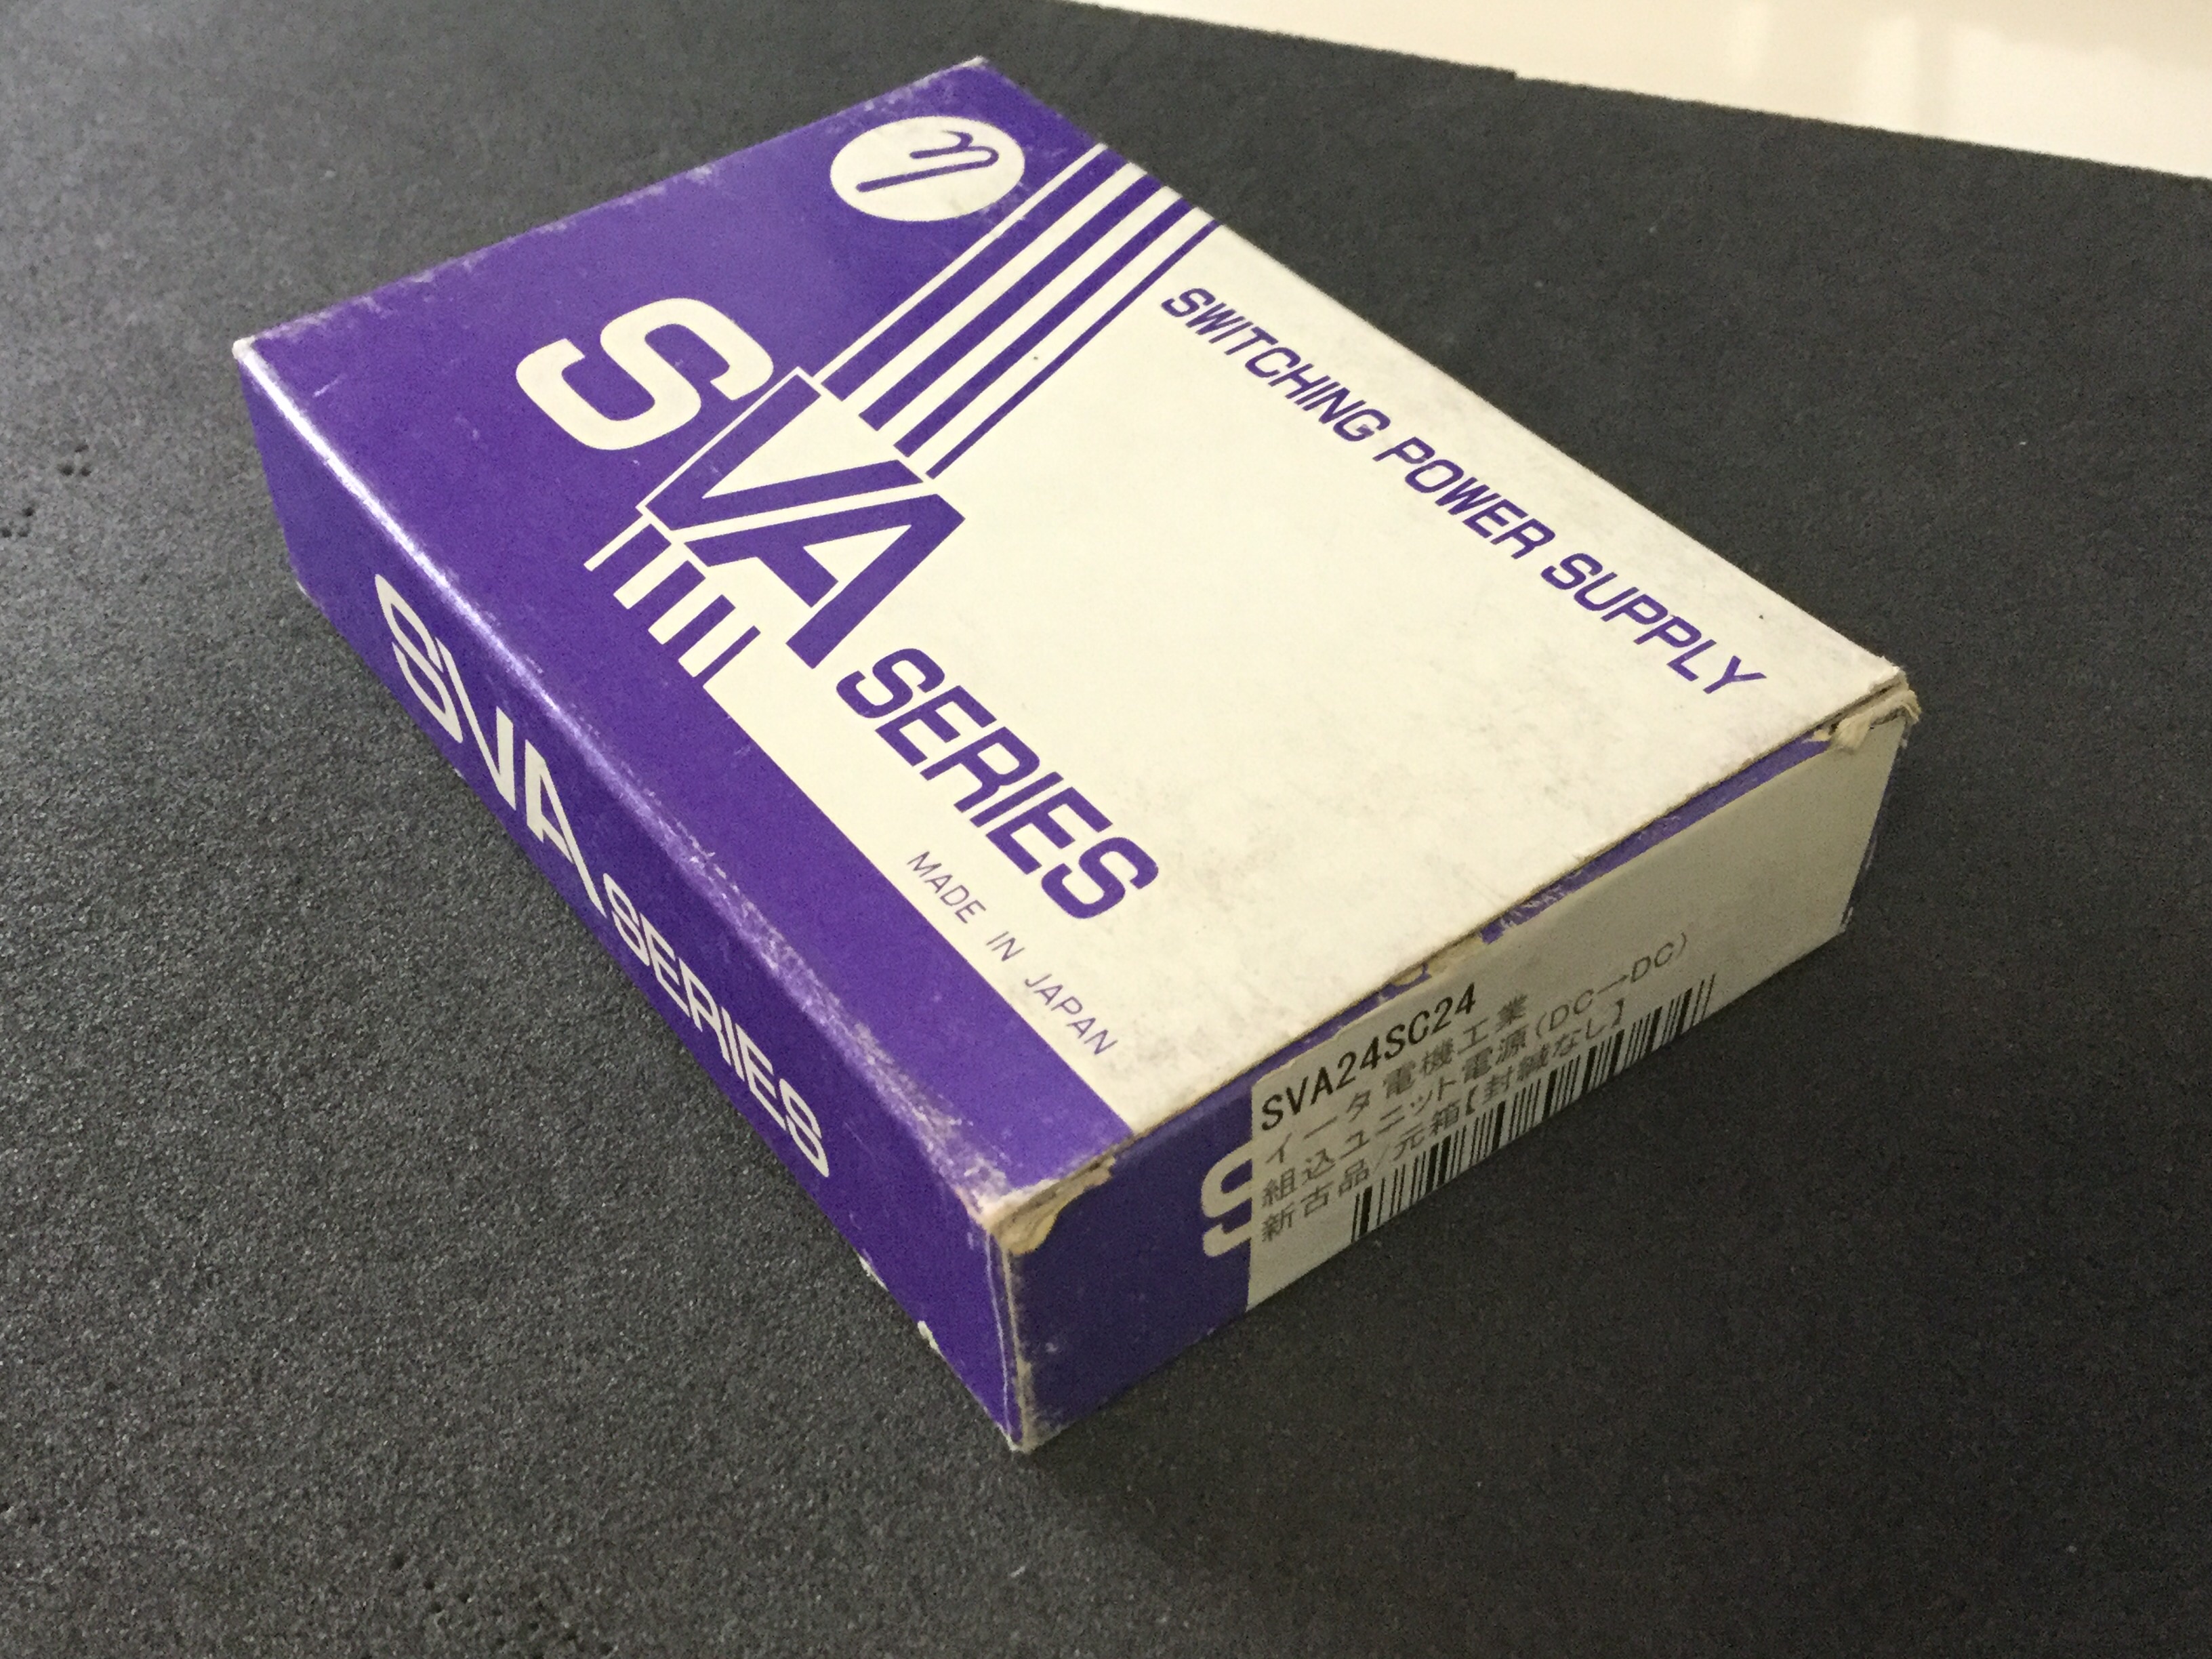 η
SVA SERIES
SWITCHING POWER SUPPLY
MADE IN JAPAN
SVA SERIES
S
SVA24SC24
イータ電機工業
組込ユニット電源(DC→DC)
新古品/元箱【封緘なし】